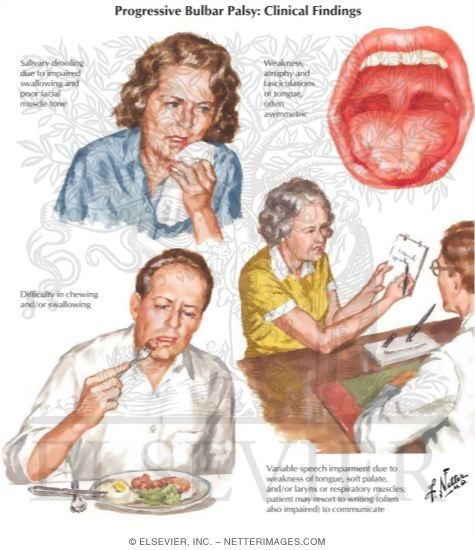 Progressive Bulbar Palsy: Clinical Findings
Salivary drooling
due to impaired
swallowing and
poor facial
muscle tone
Weakness,
atrophy and
fasciculations
of tongue,
often
asymmetric
Difficulty in chewing
and/or swallowing
Variable speech imparment due to
weakness of tongue, soft palate,
and/or larynx or respiratory muscles;
patient may resort to writing (often
also impaired) to communicate
F. Netter
ELSEVIER
© ELSEVIER, INC. – NETTERIMAGES.COM